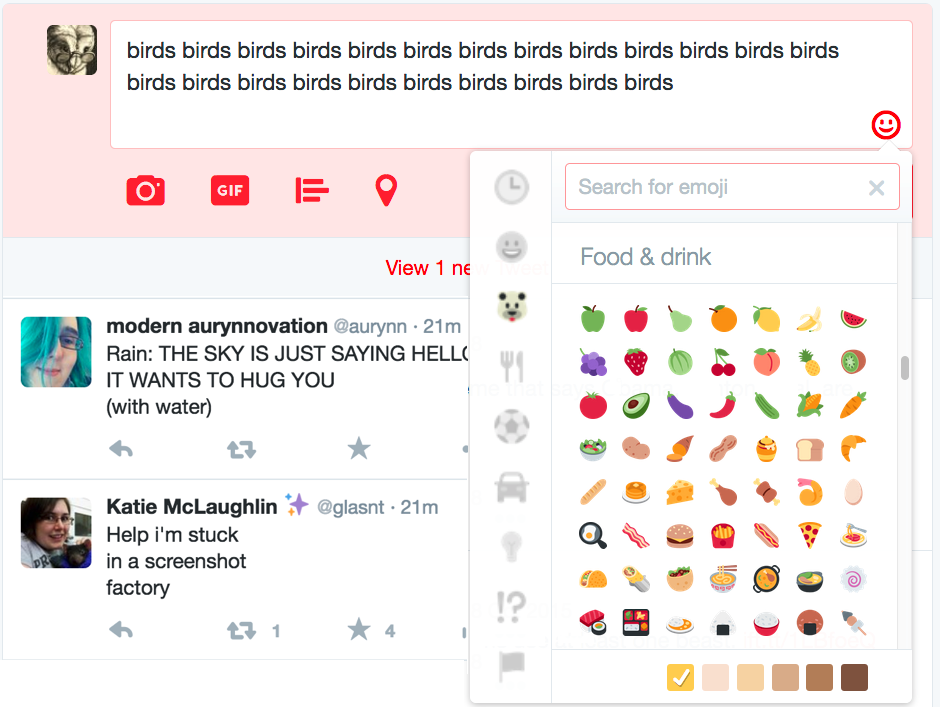 birds birds birds birds birds birds birds birds birds birds birds birds birds
birds birds birds birds birds birds birds birds birds birds
GIF
Search for emoji
Food & drink
View 1 new Tweet
modern aurynnovation @aurynn · 21m
Rain: THE SKY IS JUST SAYING HELLO
IT WANTS TO HUG YOU
(with water)
Katie McLaughlin @glasnt · 21m
Help i'm stuck
in a screenshot
factory
1
4
!?